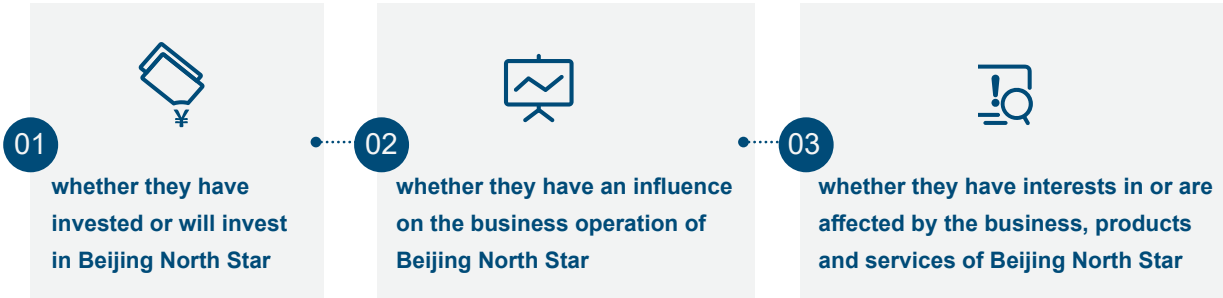 ¥
01
whether they have
invested or will invest
in Beijing North Star
02
whether they have an influence
on the business operation of
Beijing North Star
!
03
whether they have interests in or are
affected by the business, products
and services of Beijing North Star